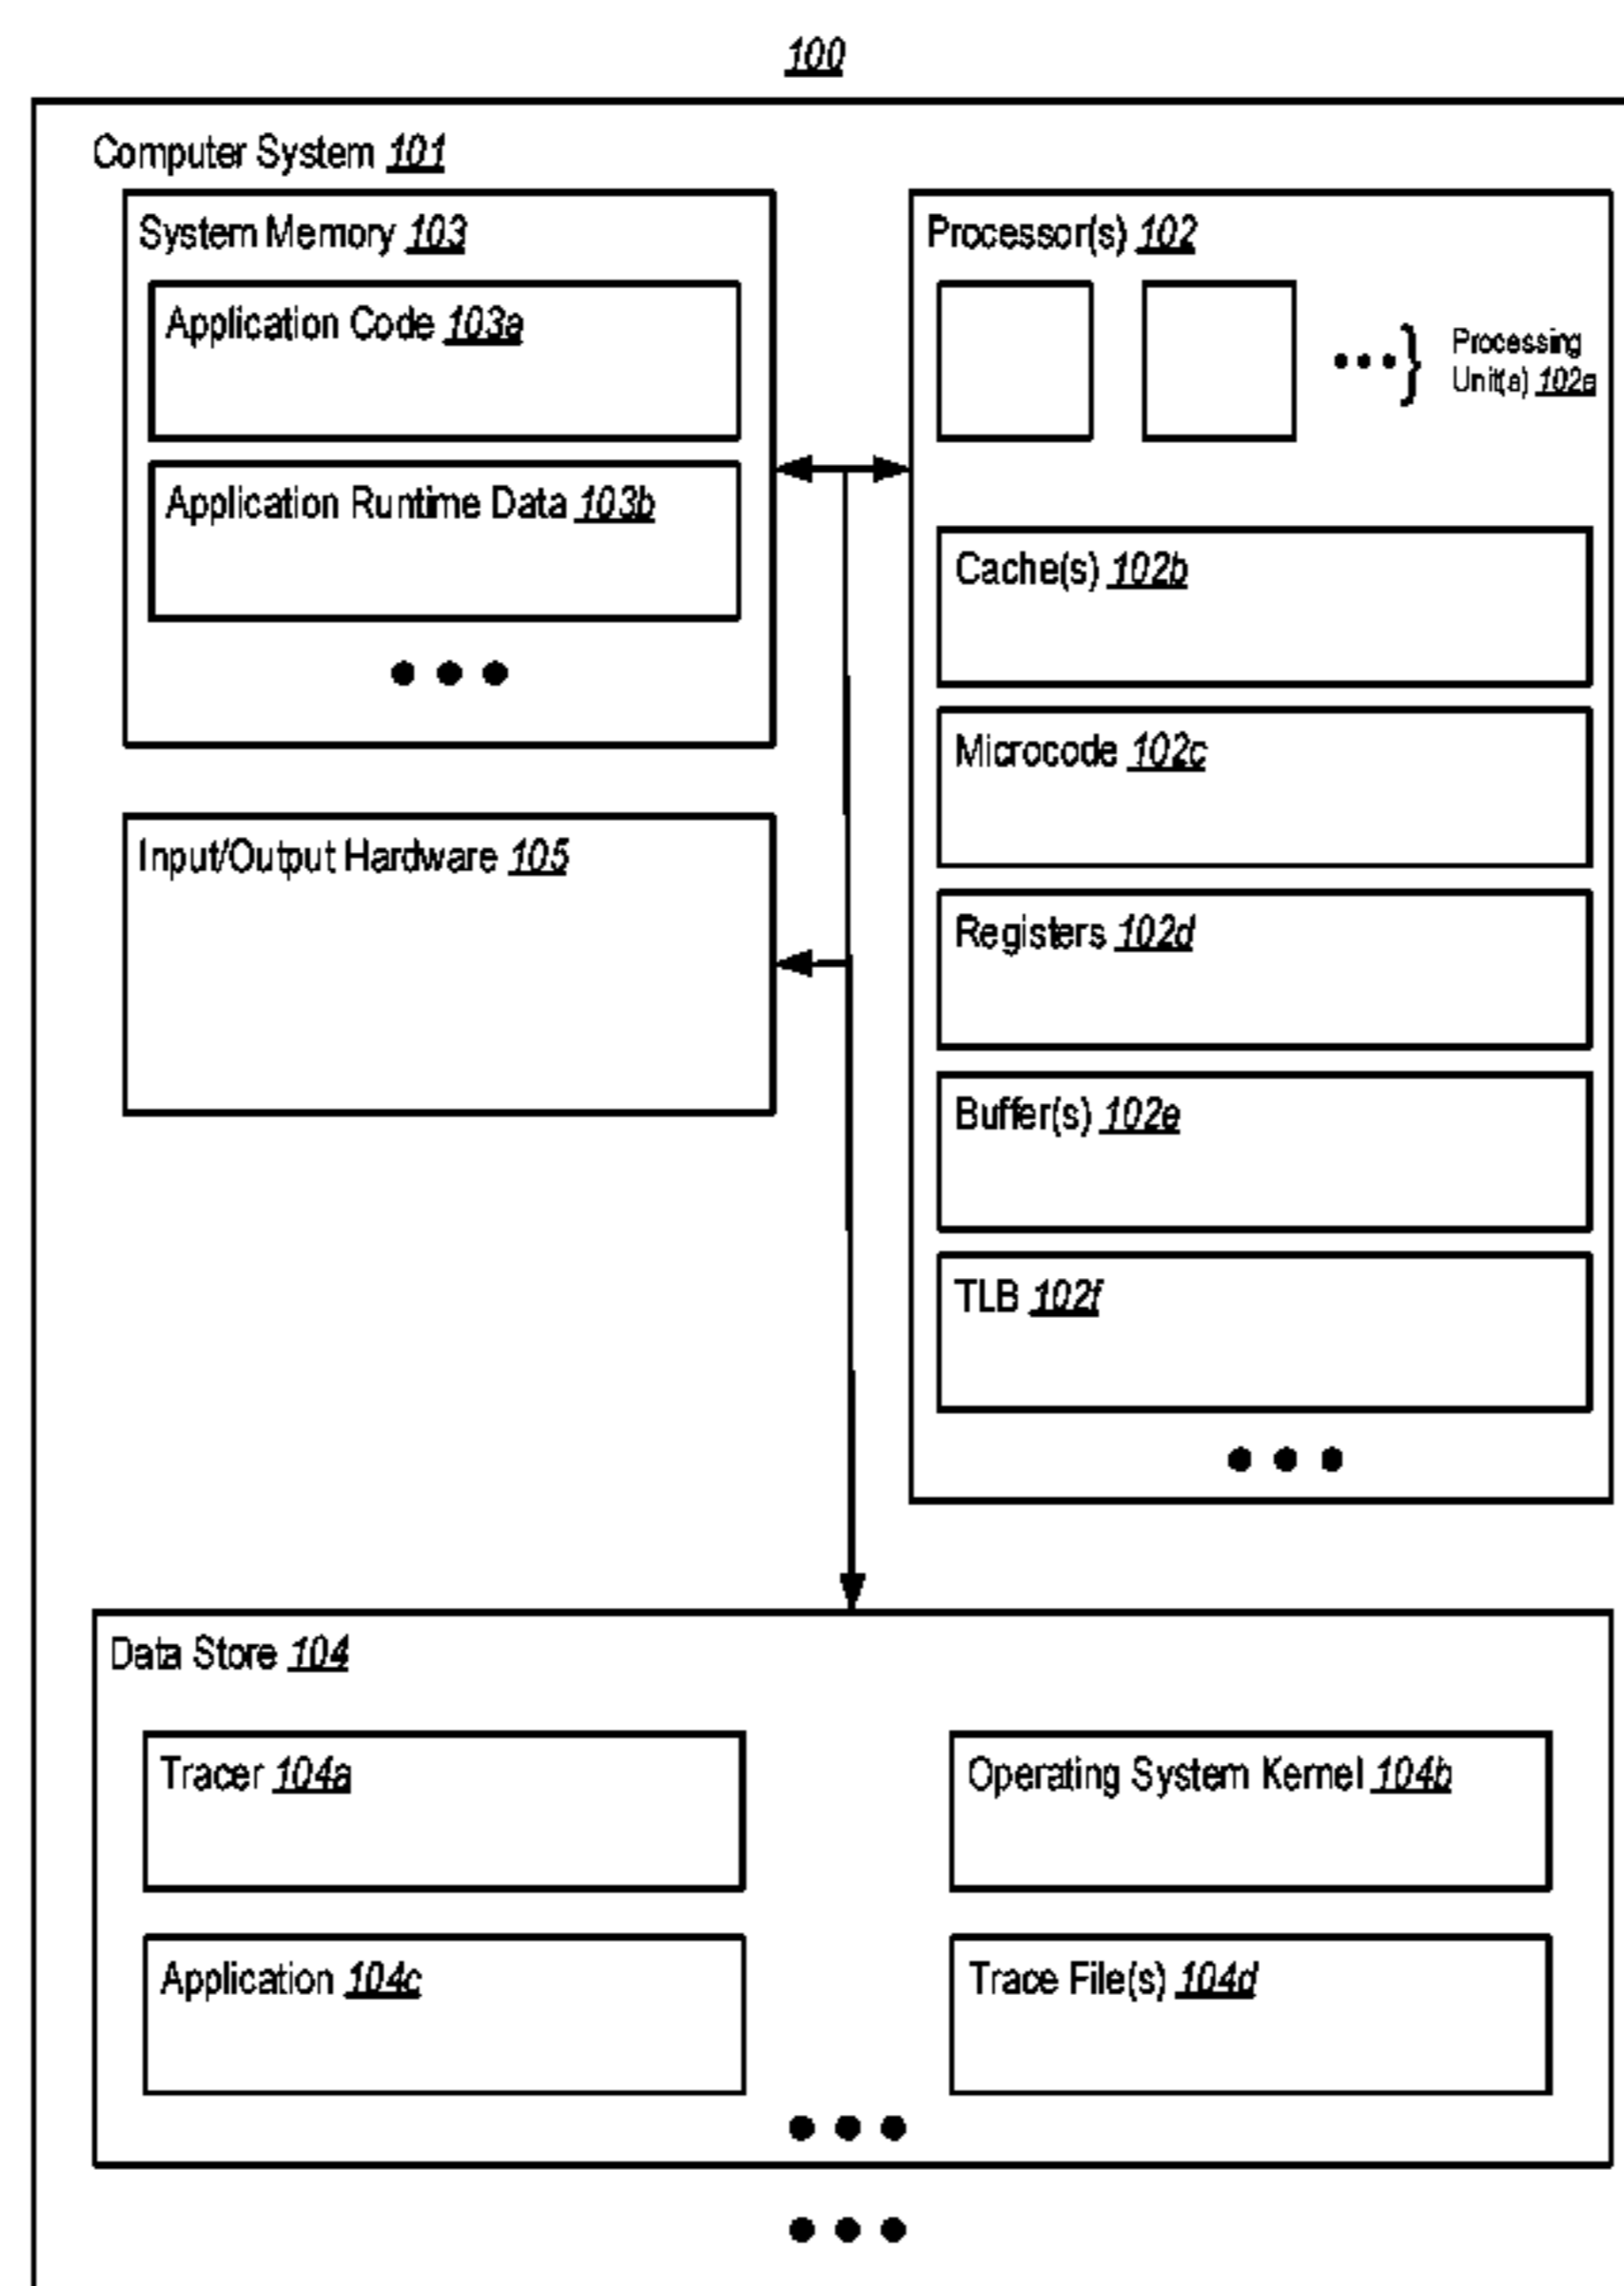 100
Computer System 101
System Memory 103
Application Code 103a
Application Runtime Data 103b
Input/Output Hardware 105
Processor(s) 102
Processing
Unit(s) 102a
Cache(s) 102b
Microcode 102c
Registers 102d
Buffer(s) 102e
TLB 102f
Data Store 104
Tracer 104a
Operating System Kernel 104b
Application 104c
Trace File(s) 104d